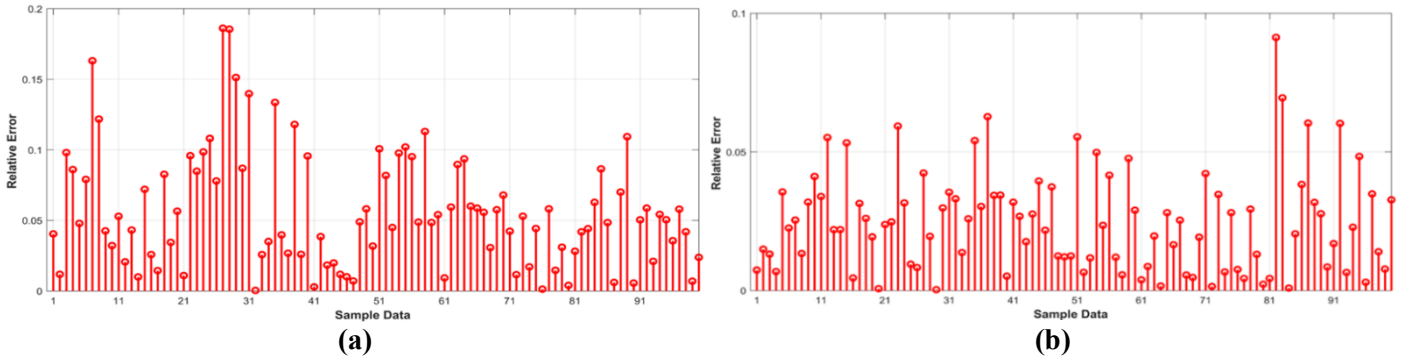 0.2
0.15
0.1
0.05
0
Relative Error
1 11 21 31 41 51 61 71 81 91
Sample Data
(a)
0.1
0.05
0
Relative Error
1 11 21 31 41 51 61 71 81 91
Sample Data
(b)